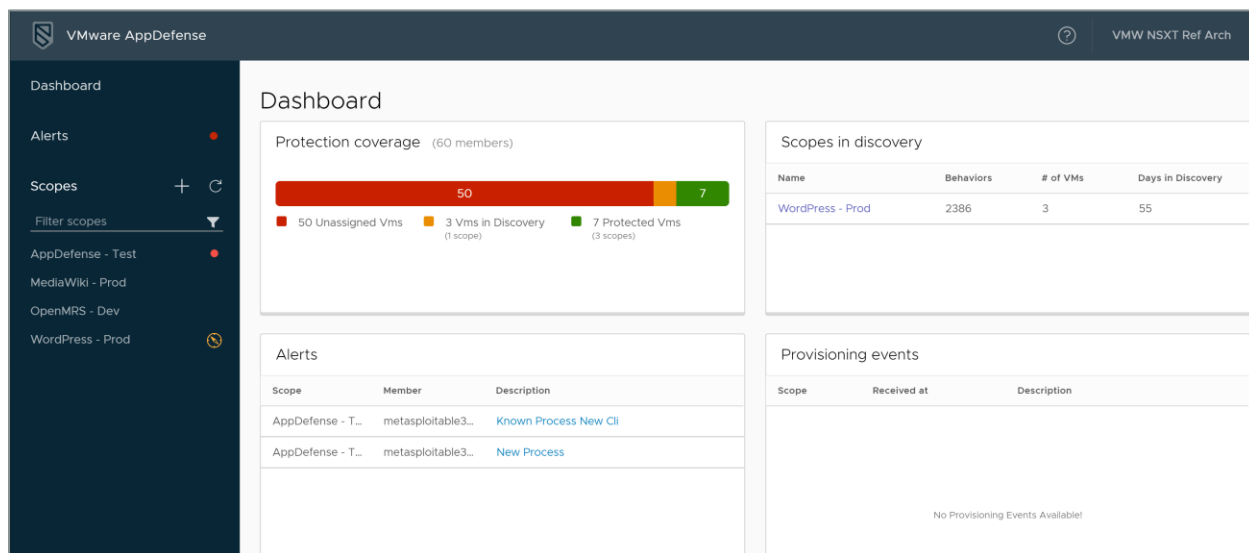 VMware AppDefense
VMW NSXT Ref Arch
Dashboard
Alerts
Scopes
Filter scopes
AppDefense - Test
MediaWiki - Prod
OpenMRS - Dev
WordPress - Prod
Dashboard
Protection coverage (60 members)
50 7
50 Unassigned Vms 3 Vms in Discovery 7 Protected Vms
(1 scope) (3 scopes)
Scopes in discovery
Name Behaviors # of VMs Days in Discovery
WordPress - Prod 2386 3 55
Alerts
Scope Member Description
AppDefense - T... metasploitable3... Known Process New Cli
AppDefense - T... metasploitable3... New Process
Provisioning events
Scope Received at Description
No Provisioning Events Available!